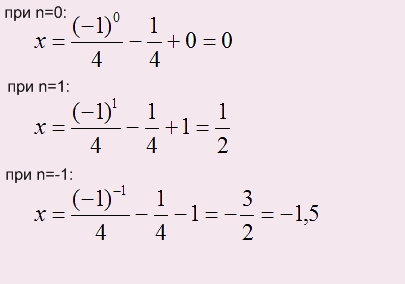 при n=0:
x = (−1)^0/4 − 1/4 + 0 = 0
при n=1:
x = (−1)^1/4 − 1/4 + 1 = 1/2
при n=-1:
x = (−1)^−1/4 − 1/4 − 1 = −3/2 = −1,5